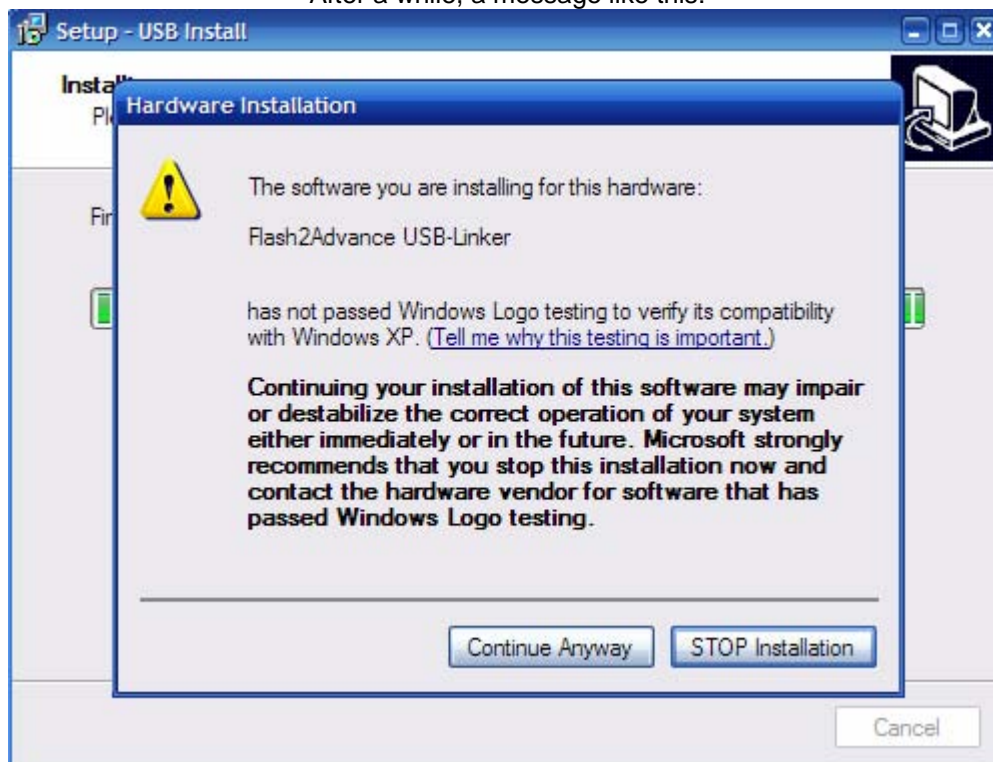 After a while, a message like this:
Setup - USB Install
Hardware Installation
The software you are installing for this hardware:
Flash2Advance USB-Linker
has not passed Windows Logo testing to verify its compatibility
with Windows XP. (Tell me why this testing is important.)
Continuing your installation of this software may impair
or destabilize the correct operation of your system
either immediately or in the future. Microsoft strongly
recommends that you stop this installation now and
contact the hardware vendor for software that has
passed Windows Logo testing.
Continue Anyway STOP Installation
Cancel